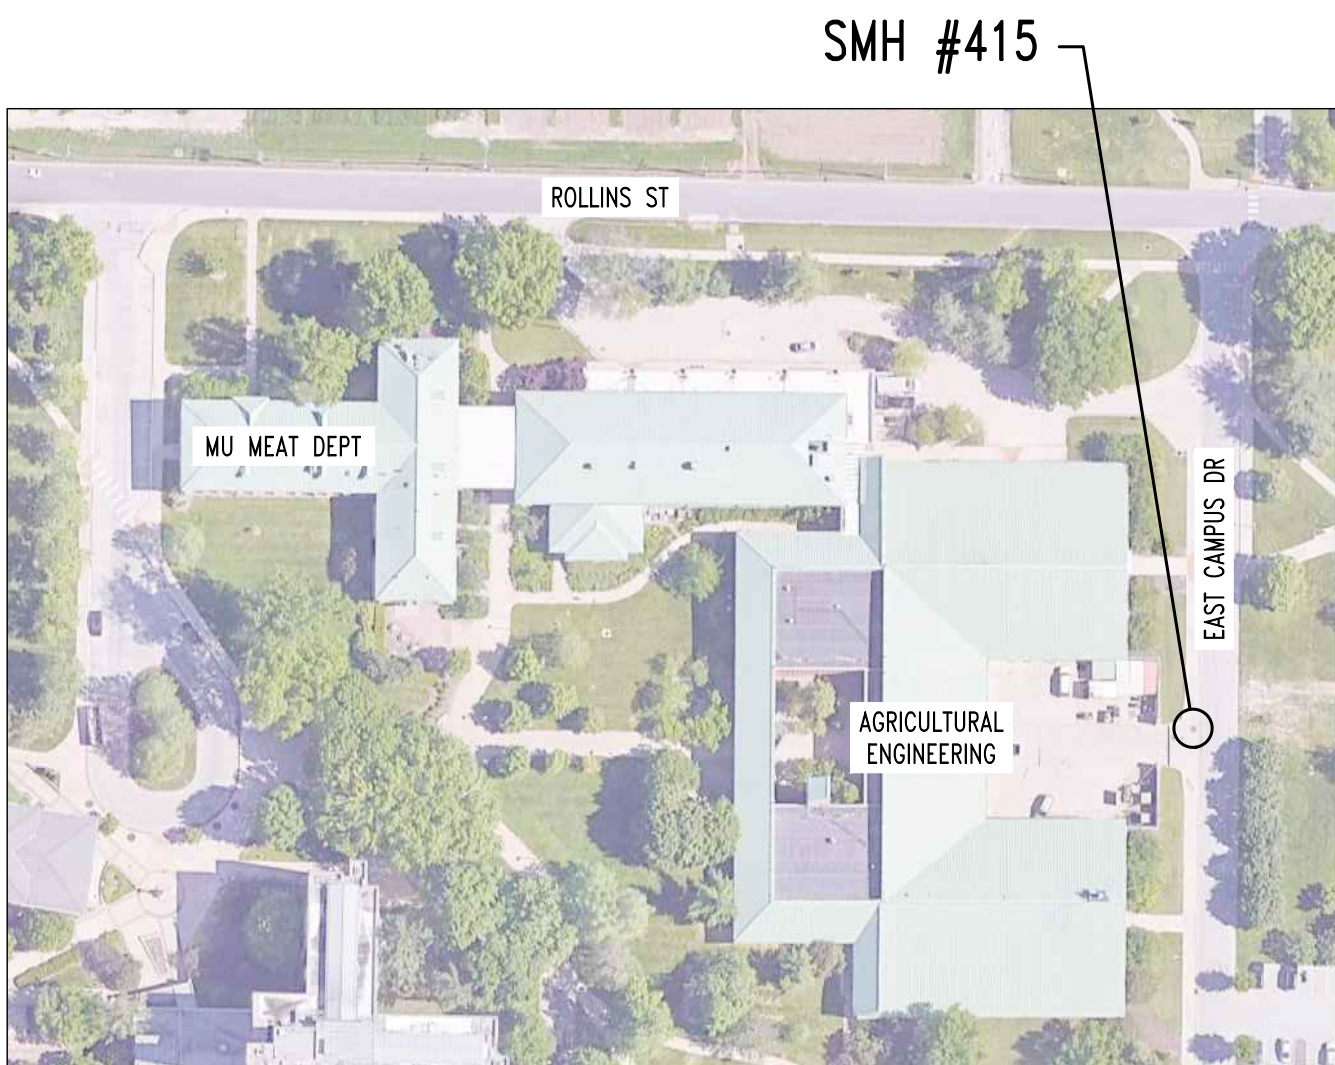 SMH #415
ROLLINS ST
MU MEAT DEPT
EAST CAMPUS DR
AGRICULTURAL
ENGINEERING